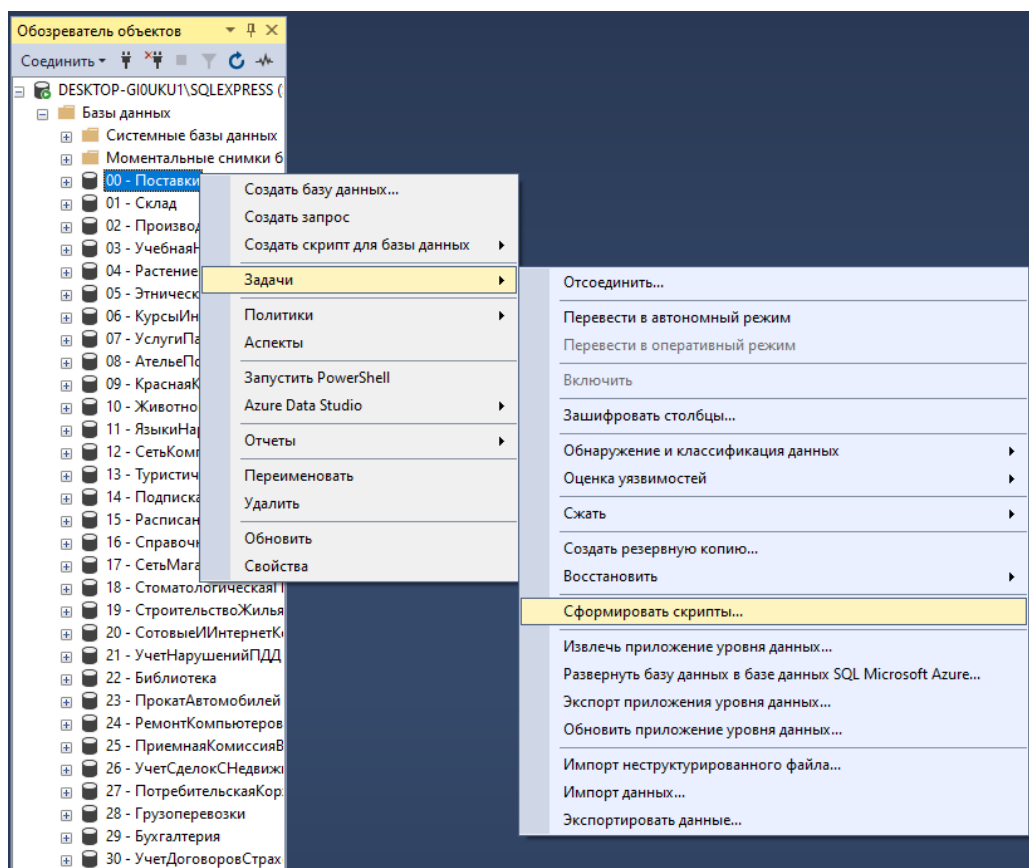 Обозреватель объектов
Соединить
DESKTOP-GI0UKU1\SQLEXPRESS (
Базы данных
Системные базы данных
Моментальные снимки б
00 - Поставки
01 - Склад
02 - Производ
03 - УчебнаяН
04 - Растение
05 - Этническ
06 - КурсыИн
07 - УслугиПа
08 - АтельеПо
09 - КраснаяК
10 - Животно
11 - ЯзыкиНар
12 - СетьКомп
13 - Туристич
14 - Подписка
15 - Расписан
16 - Справочн
17 - СетьМага
18 - СтоматологическаяП
19 - СтроительствоЖилья
20 - СотовыеИИнтернетКо
21 - УчетНарушенийПДД
22 - Библиотека
23 - ПрокатАвтомобилей
24 - РемонтКомпьютеров
25 - ПриемнаяКомиссияВ
26 - УчетСделокСНедвижи
27 - ПотребительскаяКор
28 - Грузоперевозки
29 - Бухгалтерия
30 - УчетДоговоровСтрах
Создать базу данных...
Создать запрос
Создать скрипт для базы данных
Задачи
Политики
Аспекты
Запустить PowerShell
Azure Data Studio
Отчеты
Переименовать
Удалить
Обновить
Свойства
Отсоединить...
Перевести в автономный режим
Перевести в оперативный режим
Включить
Зашифровать столбцы...
Обнаружение и классификация данных
Оценка уязвимостей
Сжать
Создать резервную копию...
Восстановить
Сформировать скрипты...
Извлечь приложение уровня данных...
Развернуть базу данных в базе данных SQL Microsoft Azure...
Экспорт приложения уровня данных...
Обновить приложение уровня данных...
Импорт неструктурированного файла...
Импорт данных...
Экспортировать данные...